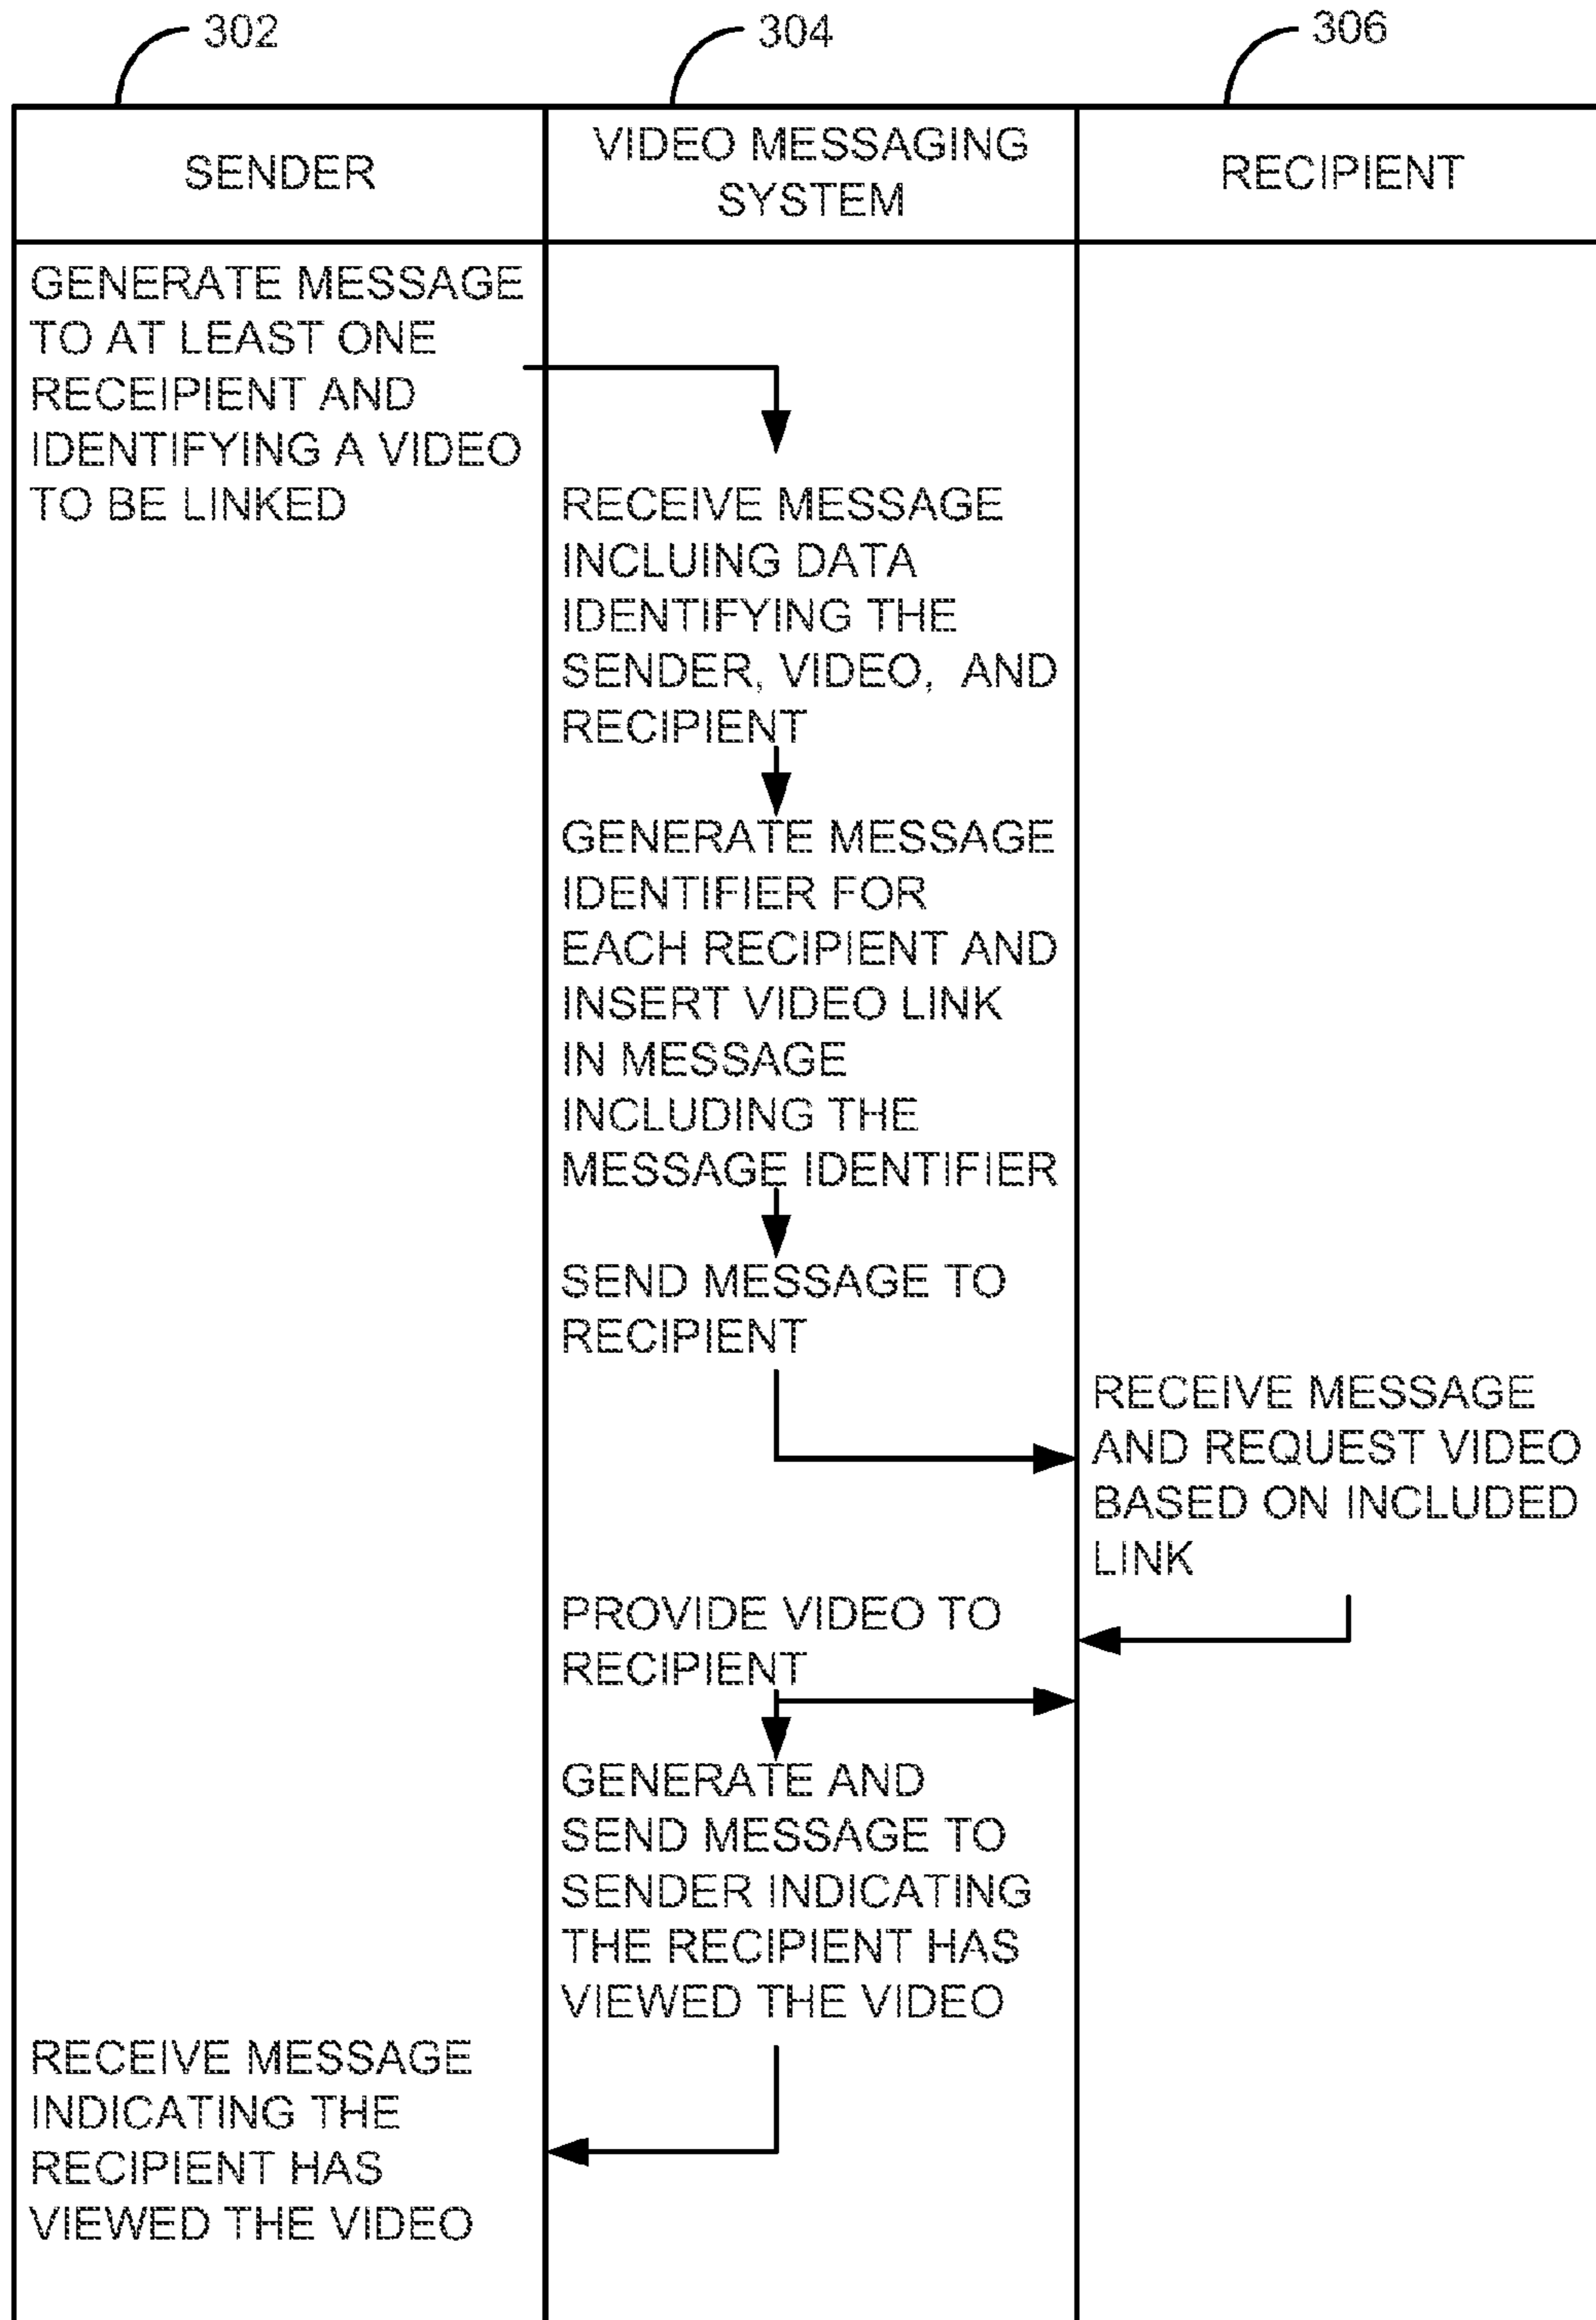 302
304
306
SENDER
VIDEO MESSAGING
SYSTEM
RECIPIENT
GENERATE MESSAGE
TO AT LEAST ONE
RECEIPIENT AND
IDENTIFYING A VIDEO
TO BE LINKED
RECEIVE MESSAGE
INCLUING DATA
IDENTIFYING THE
SENDER, VIDEO, AND
RECIPIENT
GENERATE MESSAGE
IDENTIFIER FOR
EACH RECIPIENT AND
INSERT VIDEO LINK
IN MESSAGE
INCLUDING THE
MESSAGE IDENTIFIER
SEND MESSAGE TO
RECIPIENT
RECEIVE MESSAGE
AND REQUEST VIDEO
BASED ON INCLUDED
LINK
PROVIDE VIDEO TO
RECIPIENT
GENERATE AND
SEND MESSAGE TO
SENDER INDICATING
THE RECIPIENT HAS
VIEWED THE VIDEO
RECEIVE MESSAGE
INDICATING THE
RECIPIENT HAS
VIEWED THE VIDEO